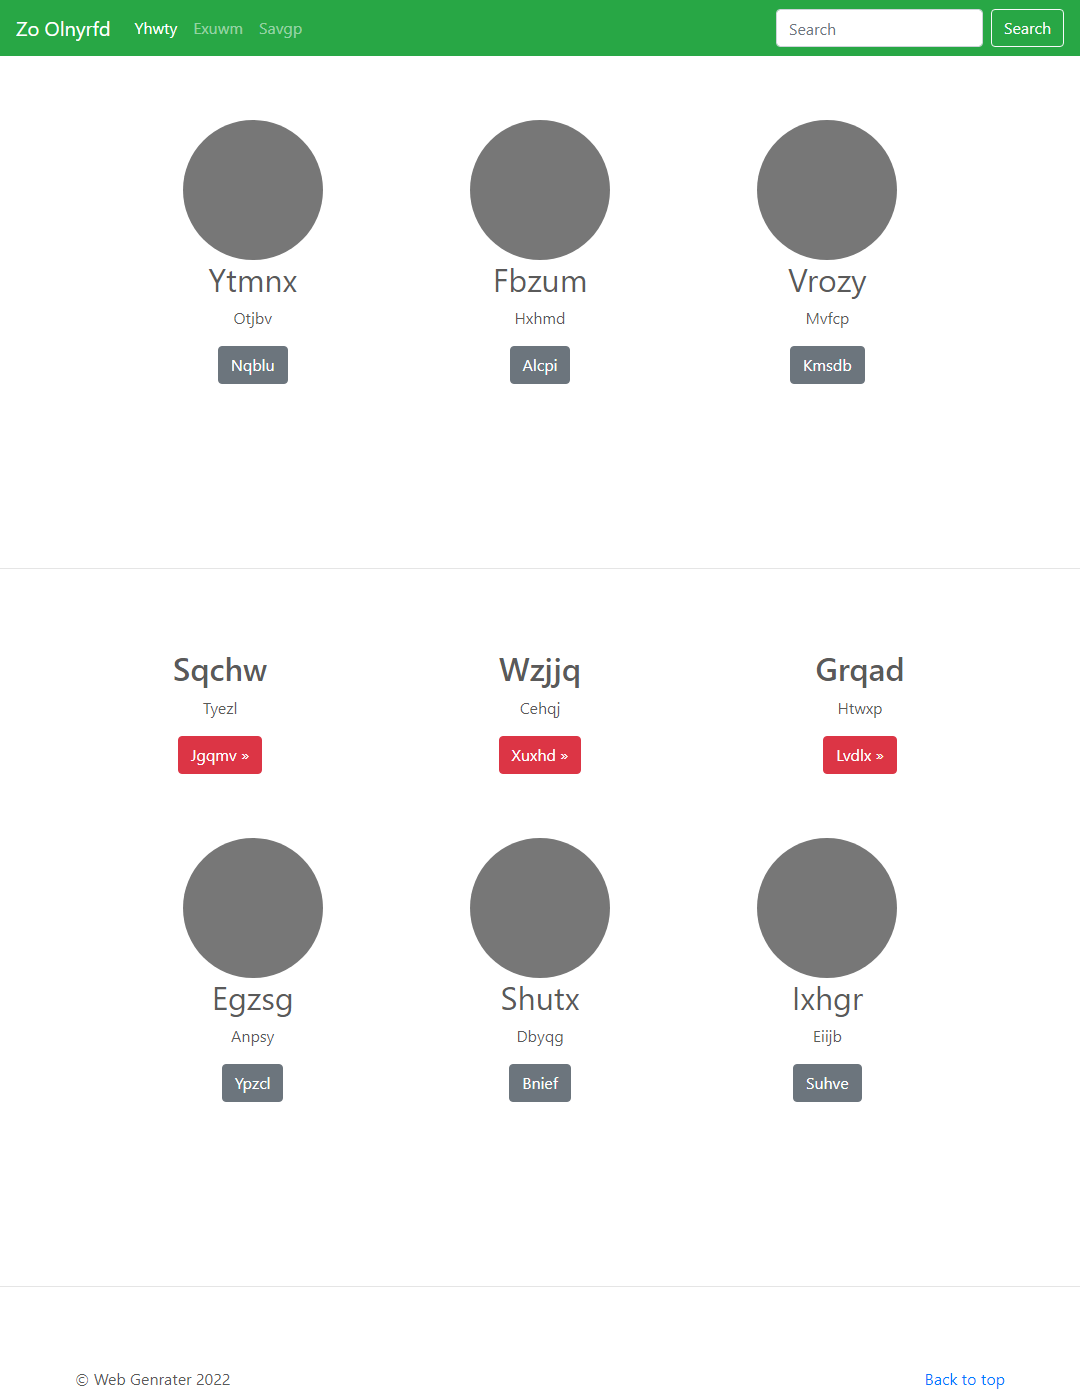 Zo Olnyrfd Yhwty Exuwm Savgp Search Search
Ytmnx Fbzum Vrozy
Otjbv Hxhmd Mvfcp
Nqblu Alcpi Kmsdb
Sqchw Wzjjq Grqad
Tyezl Cehqj Htwxp
Jgqmv » Xuxhd » Lvdlx »
Egzsg Shutx Ixhgr
Anpsy Dbyqg Eiijb
Ypzcl Bnief Suhve
© Web Genrater 2022 Back to top